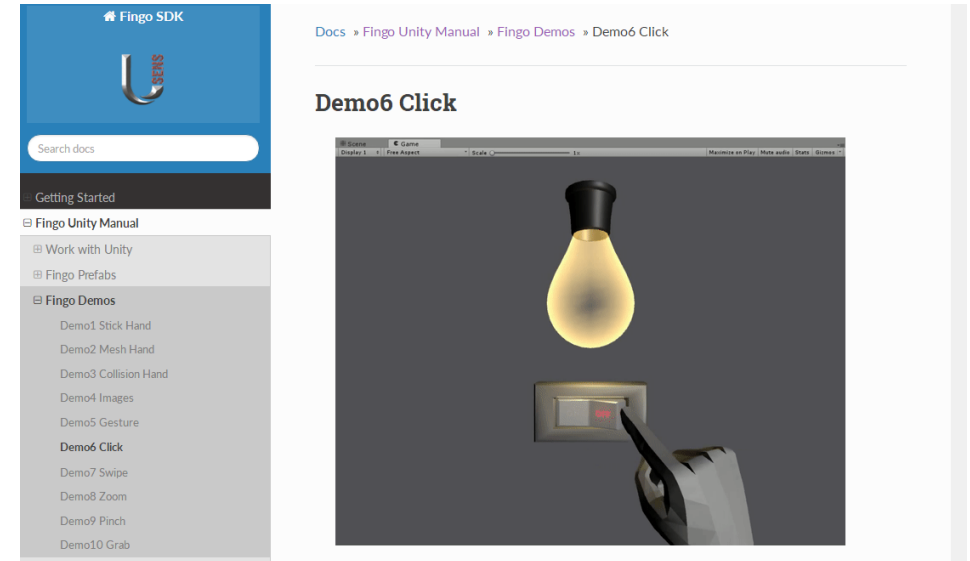 Fingo SDK
U
SENS
Search docs
Getting Started
Fingo Unity Manual
Work with Unity
Fingo Prefabs
Fingo Demos
Demo1 Stick Hand
Demo2 Mesh Hand
Demo3 Collision Hand
Demo4 Images
Demo5 Gesture
Demo6 Click
Demo7 Swipe
Demo8 Zoom
Demo9 Pinch
Demo10 Grab
Docs » Fingo Unity Manual » Fingo Demos » Demo6 Click
Demo6 Click
Scene Game
Display 1 Free Aspect Scale 1x Maximize on Play Mute audio Stats Gizmos